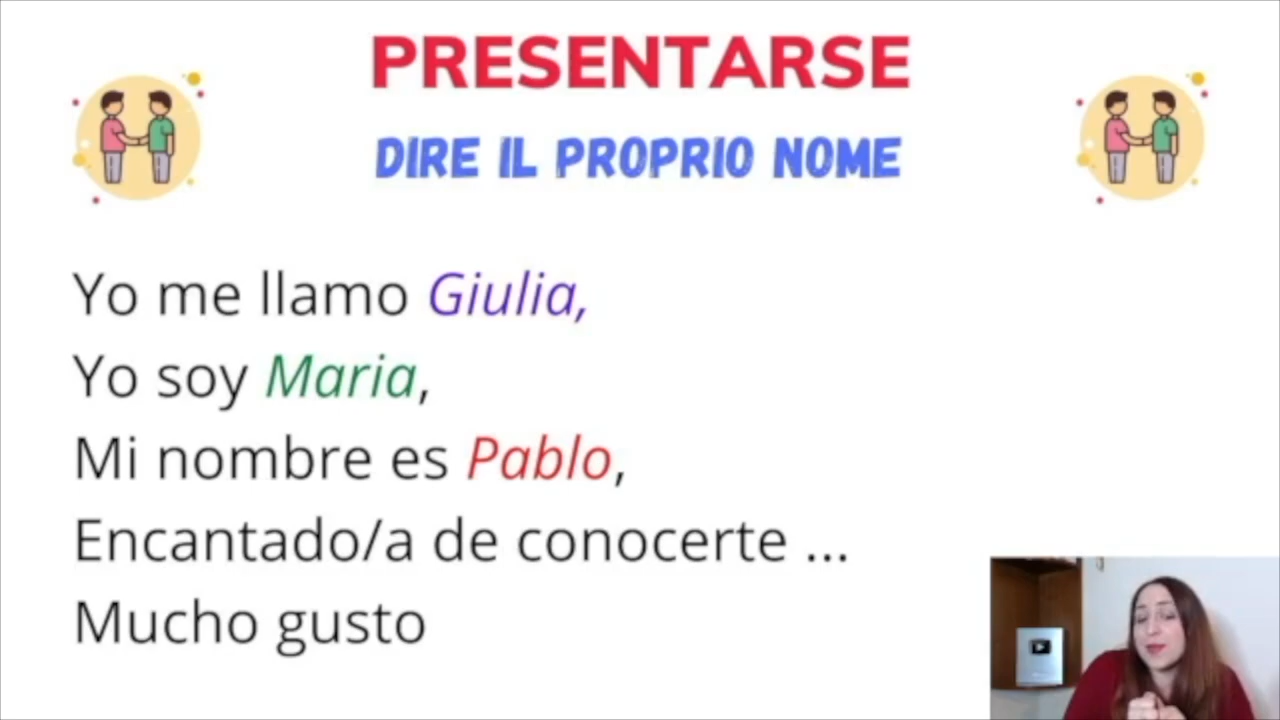 PRESENTARSE
DIRE IL PROPRIO NOME
Yo me llamo Giulia,
Yo soy Maria,
Mi nombre es Pablo,
Encantado/a de conocerte ...
Mucho gusto